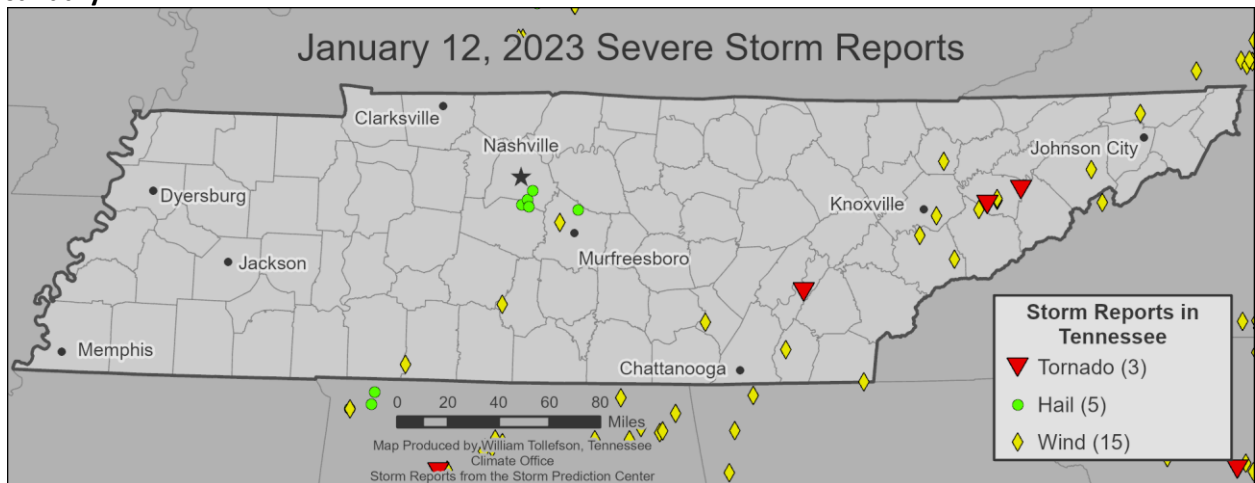 January 12, 2023 Severe Storm Reports
Clarksville
Nashville
Johnson City
Dyersburg
Knoxville
Murfreesboro
Jackson
Memphis
Chattanooga
Storm Reports in
Tennessee
Tornado (3)
Hail (5)
Wind (15)
0 20 40 60 80
Miles
Map Produced by William Tollefson, Tennessee
Climate Office
Storm Reports from the Storm Prediction Center